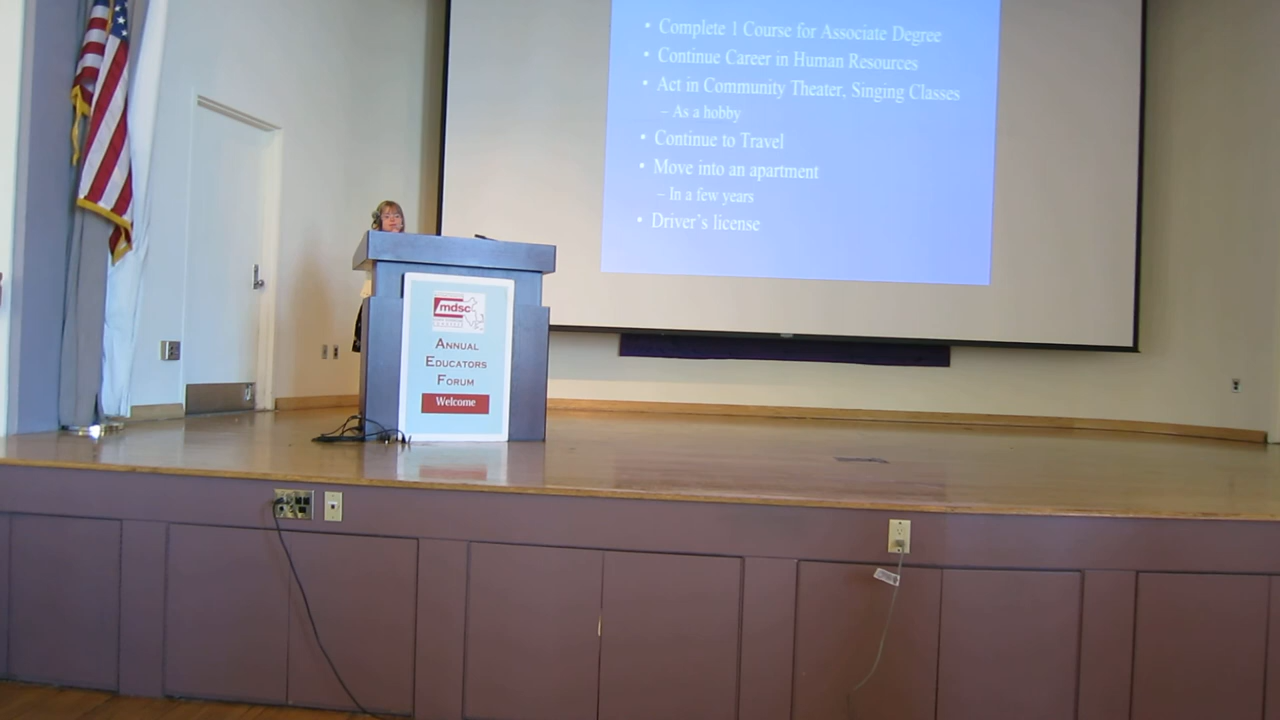 • Complete 1 Course for Associate Degree
• Continue Career in Human Resources
• Act in Community Theater, Singing Classes
– As a hobby
• Continue to Travel
• Move into an apartment
– In a few years
• Driver's license
mdsc
ANNUAL
EDUCATORS
FORUM
Welcome